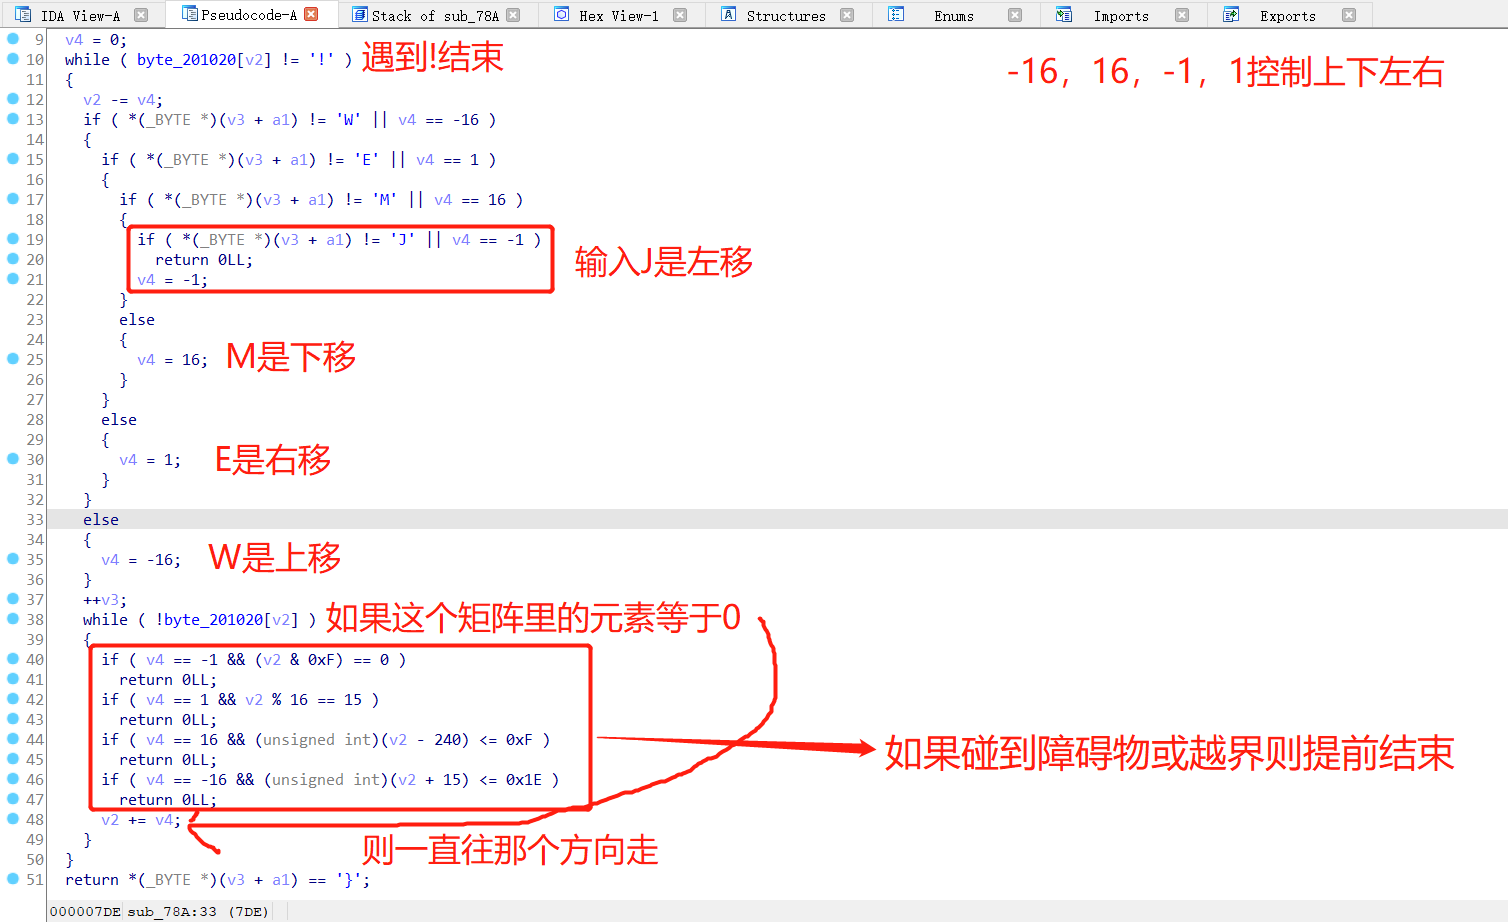 IDA View-A Pseudocode-A Stack of sub_78A Hex View-1 Structures Enums Imports Exports
9 v4 = 0;
10 while ( byte_201020[v2] != '!' ) 遇到!结束
-16，16，-1，1控制上下左右
11 {
12 v2 -= v4;
13 if ( *(_BYTE *)(v3 + a1) != 'W' || v4 == -16 )
14 {
15 if ( *(_BYTE *)(v3 + a1) != 'E' || v4 == 1 )
16 {
17 if ( *(_BYTE *)(v3 + a1) != 'M' || v4 == 16 )
18 {
19 if ( *(_BYTE *)(v3 + a1) != 'J' || v4 == -1 )
20 return 0LL; 输入J是左移
21 v4 = -1;
22 }
23 else
24 {
25 v4 = 16; M是下移
26 }
27 }
28 else
29 {
30 v4 = 1; E是右移
31 }
32 }
33 else
34 {
35 v4 = -16; W是上移
36 }
37 ++v3;
38 while ( !byte_201020[v2] ) 如果这个矩阵里的元素等于0
39 {
40 if ( v4 == -1 && (v2 & 0xF) == 0 )
41 return 0LL;
42 if ( v4 == 1 && v2 % 16 == 15 )
43 return 0LL;
44 if ( v4 == 16 && (unsigned int)(v2 - 240) <= 0xF ) 如果碰到障碍物或越界则提前结束
45 return 0LL;
46 if ( v4 == -16 && (unsigned int)(v2 + 15) <= 0x1E )
47 return 0LL;
48 v2 += v4;
49 } 则一直往那个方向走
50 }
51 return *(_BYTE *)(v3 + a1) == '}';
000007DE sub_78A:33 (7DE)